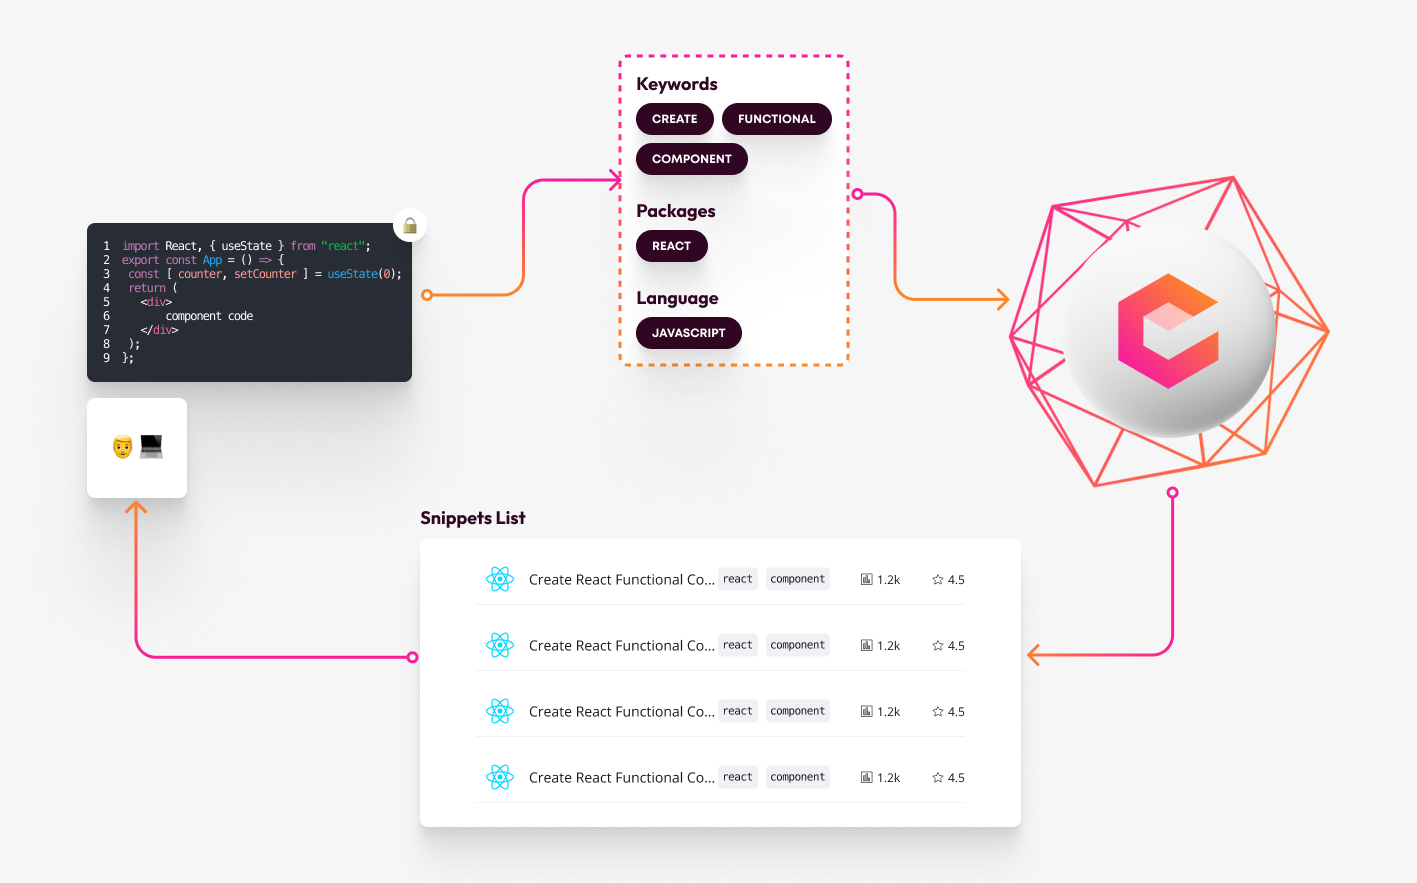 Keywords
CREATE FUNCTIONAL
COMPONENT
Packages
REACT
Language
JAVASCRIPT
1 import React, { useState } from "react";
2 export const App = () => {
3 const [ counter, setCounter ] = useState(0);
4 return (
5 <div>
6 component code
7 </div>
8 );
9 };
Snippets List
Create React Functional Co... react component 1.2k 4.5
Create React Functional Co... react component 1.2k 4.5
Create React Functional Co... react component 1.2k 4.5
Create React Functional Co... react component 1.2k 4.5